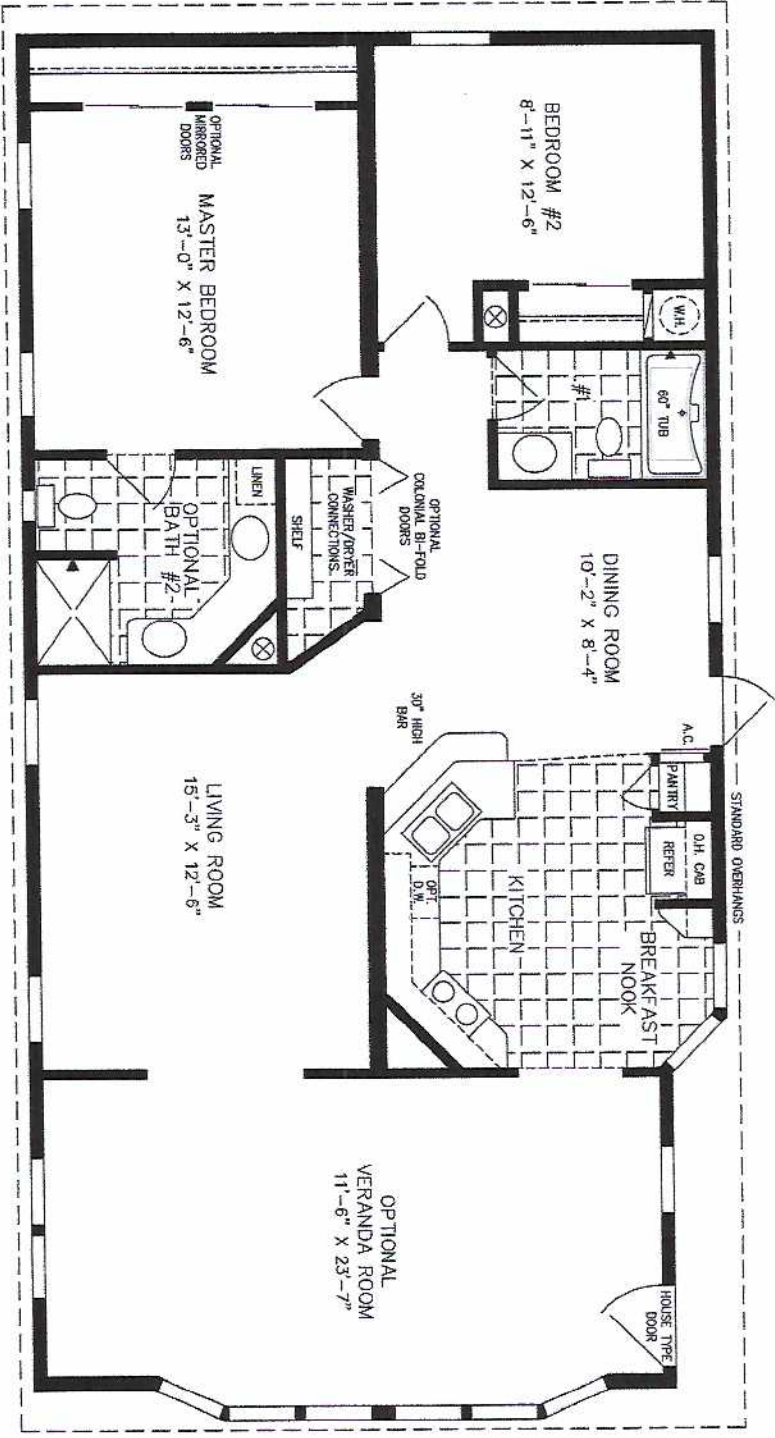 STANDARD OVERHANGS
BEDROOM #2
8'-11" X 12'-6"
W.H.
60" TUB
#1
OPTIONAL
MIRRORED
DOORS
MASTER BEDROOM
13'-0" X 12'-6"
OPTIONAL
COLONIAL BI-FOLD
DOORS
WASHER/DRYER
CONNECTIONS
SHELF
LINEN
OPTIONAL
BATH #2
DINING ROOM
10'-2" X 8'-4"
30" HIGH
BAR
A.C.
PANTRY
O.H. CAB
REFER
KITCHEN
OPT.
D.W.
BREAKFAST
NOOK
LIVING ROOM
15'-3" X 12'-6"
OPTIONAL
VERANDA ROOM
11'-6" X 23'-7"
HOUSE TYPE
DOOR